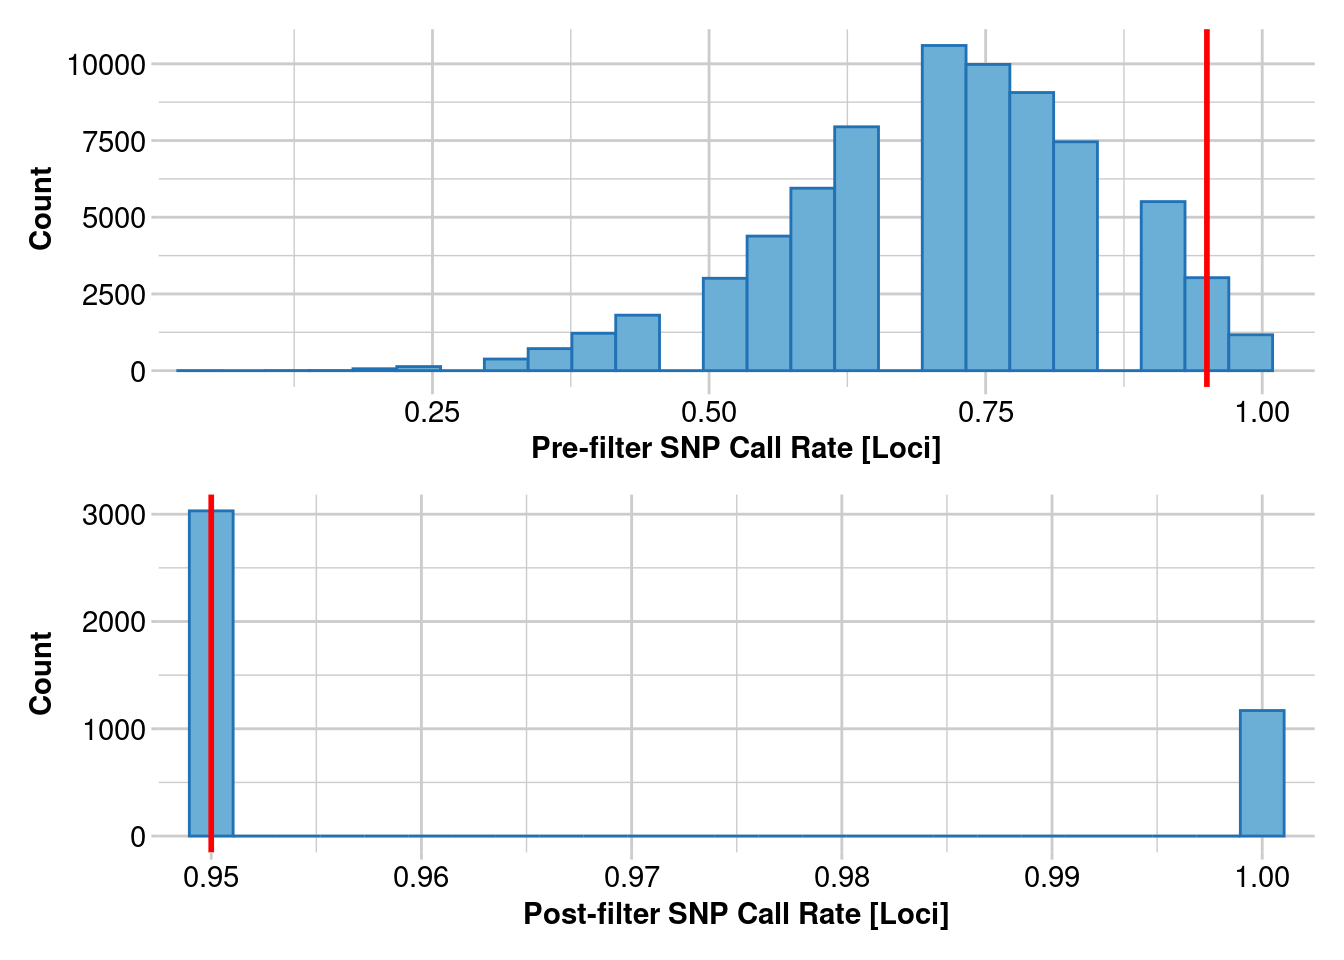 10000
7500
5000
2500
0
Count
0.25 0.50 0.75 1.00
Pre-filter SNP Call Rate [Loci]
3000
2000
1000
0
Count
0.95 0.96 0.97 0.98 0.99 1.00
Post-filter SNP Call Rate [Loci]